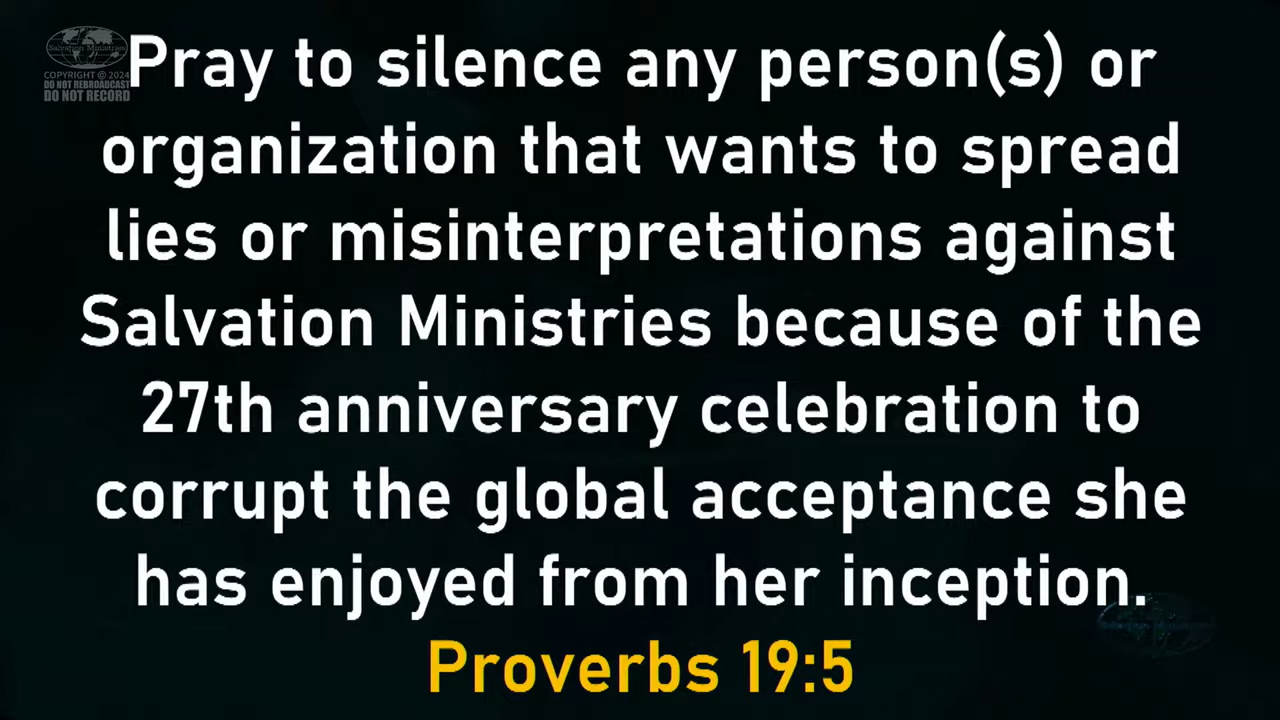 Salvation Ministries
COPYRIGHT © 2024
DO NOT REBROADCAST
DO NOT RECORD
Pray to silence any person(s) or
organization that wants to spread
lies or misinterpretations against
Salvation Ministries because of the
27th anniversary celebration to
corrupt the global acceptance she
has enjoyed from her inception.
Proverbs 19:5